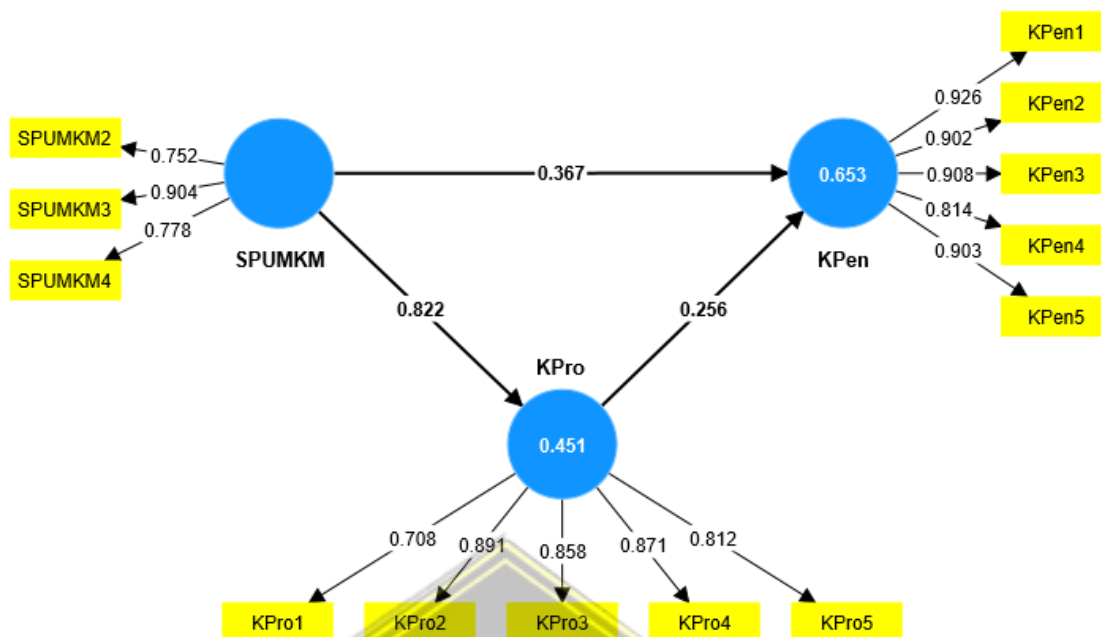 KPen1
0.926
KPen2
SPUMKM2
0.752
0.902
SPUMKM3
0.904
0.367
0.653
0.908
KPen3
0.778
0.814
SPUMKM4
SPUMKM
KPen
0.903
KPen4
0.822
0.256
KPen5
KPro
0.451
0.708
0.891
0.858
0.871
0.812
KPro1
KPro2
KPro3
KPro4
KPro5